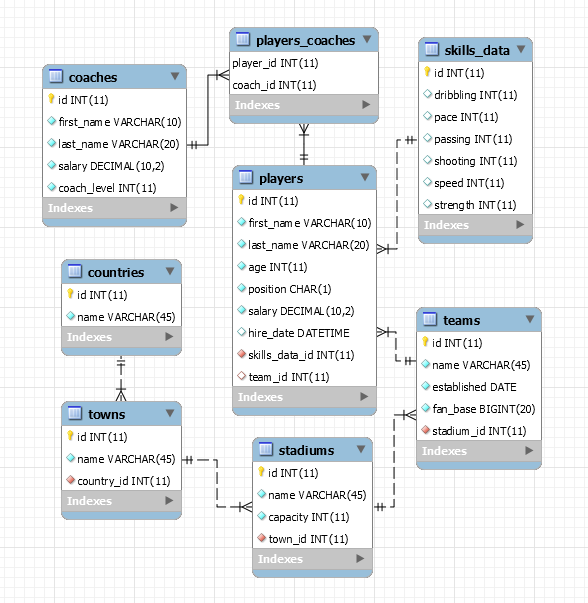 players_coaches
player_id INT(11)
coach_id INT(11)
Indexes
skills_data
id INT(11)
dribbling INT(11)
pace INT(11)
passing INT(11)
shooting INT(11)
speed INT(11)
strength INT(11)
Indexes
coaches
id INT(11)
first_name VARCHAR(10)
last_name VARCHAR(20)
salary DECIMAL(10,2)
coach_level INT(11)
Indexes
players
id INT(11)
first_name VARCHAR(10)
last_name VARCHAR(20)
age INT(11)
position CHAR(1)
salary DECIMAL(10,2)
hire_date DATETIME
skills_data_id INT(11)
team_id INT(11)
Indexes
countries
id INT(11)
name VARCHAR(45)
Indexes
teams
id INT(11)
name VARCHAR(45)
established DATE
fan_base BIGINT(20)
stadium_id INT(11)
Indexes
towns
id INT(11)
name VARCHAR(45)
country_id INT(11)
Indexes
stadiums
id INT(11)
name VARCHAR(45)
capacity INT(11)
town_id INT(11)
Indexes